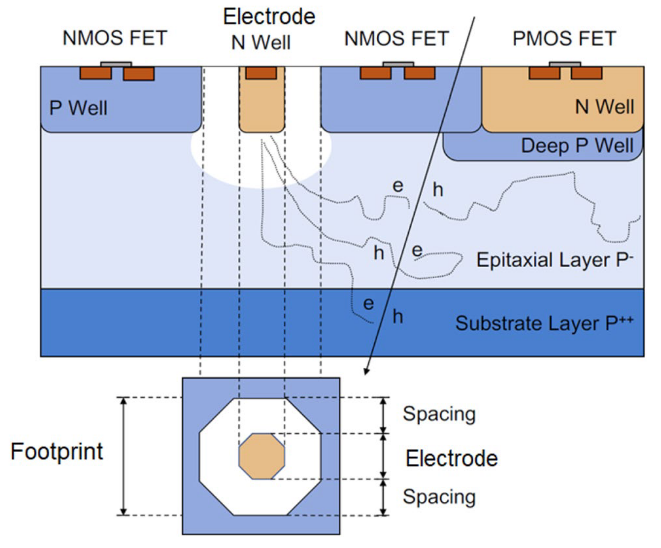 Electrode
NMOS FET
N Well
NMOS FET
PMOS FET
P Well
N Well
Deep P Well
e
h
h
e
Epitaxial Layer P-
e
h
Substrate Layer P++
Spacing
Footprint
Electrode
Spacing